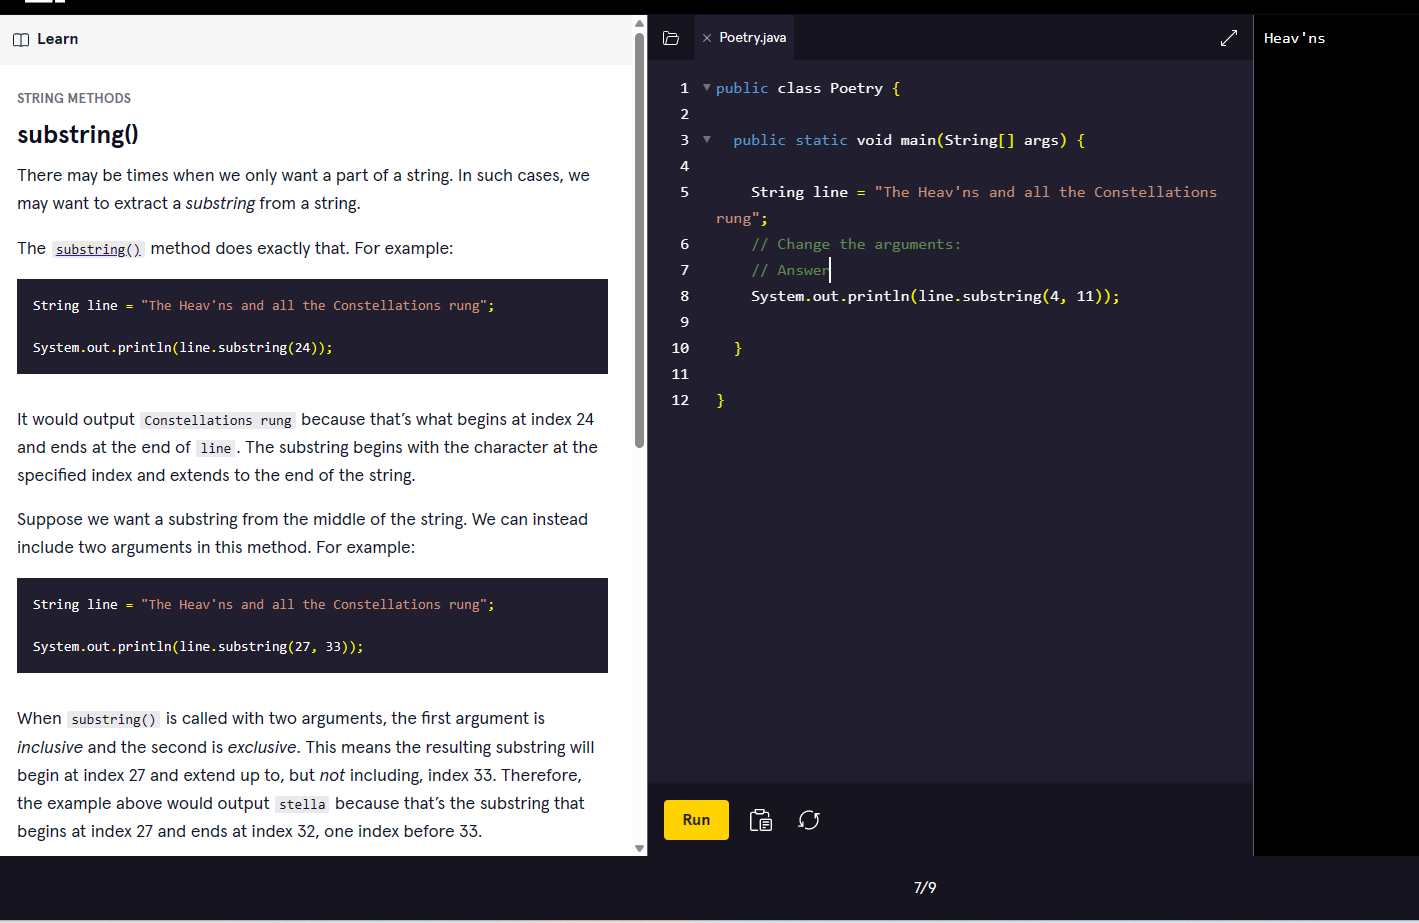 Learn
STRING METHODS
substring()
There may be times when we only want a part of a string. In such cases, we
may want to extract a substring from a string.
The substring() method does exactly that. For example:
String line = "The Heav'ns and all the Constellations rung";
System.out.println(line.substring(24));
It would output Constellations rung because that’s what begins at index 24
and ends at the end of line. The substring begins with the character at the
specified index and extends to the end of the string.
Suppose we want a substring from the middle of the string. We can instead
include two arguments in this method. For example:
String line = "The Heav'ns and all the Constellations rung";
System.out.println(line.substring(27, 33));
When substring() is called with two arguments, the first argument is
inclusive and the second is exclusive. This means the resulting substring will
begin at index 27 and extend up to, but not including, index 33. Therefore,
the example above would output stella because that’s the substring that
begins at index 27 and ends at index 32, one index before 33.
Poetry.java
1 public class Poetry {
2
3 public static void main(String[] args) {
4
5 String line = "The Heav'ns and all the Constellations
rung";
6 // Change the arguments:
7 // Answer
8 System.out.println(line.substring(4, 11));
9
10 }
11
12 }
Run
Heav'ns
7/9